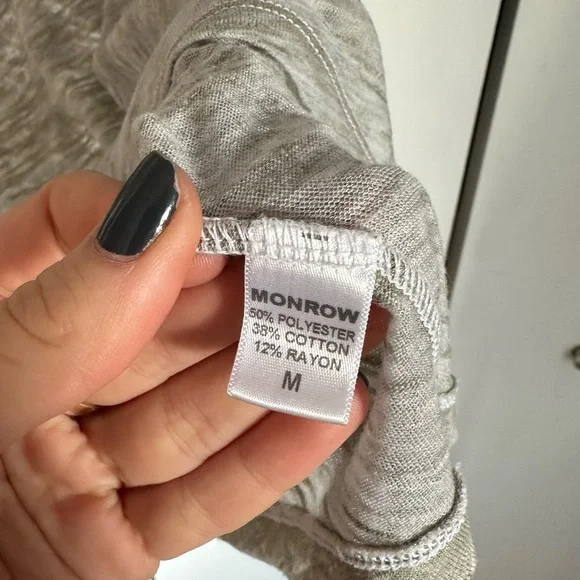 MONROW
50% POLYESTER
38% COTTON
12% RAYON
M